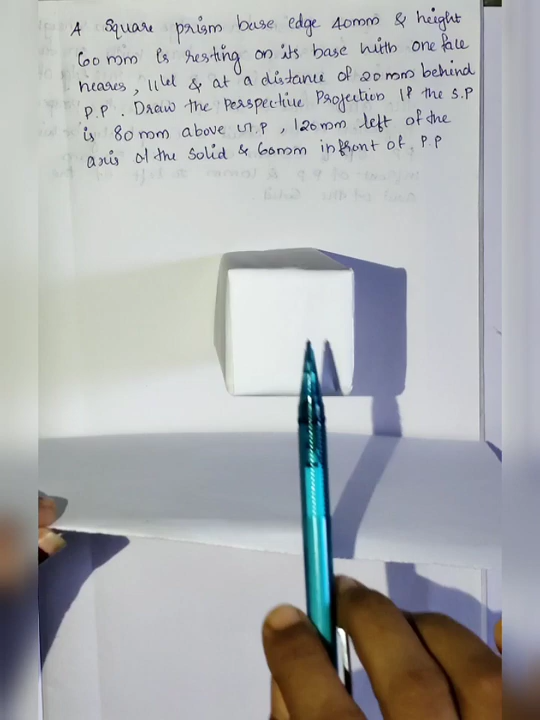 A square prism base edge 40mm & height
60 mm is resting on its base with one face
neares, 11lel & at a distance of 20 mm behind
P.P. Draw the Perspective Projection if the S.P
is 80 mm above G.P, 120mm left of the
axis of the solid & 60mm infront of P.P